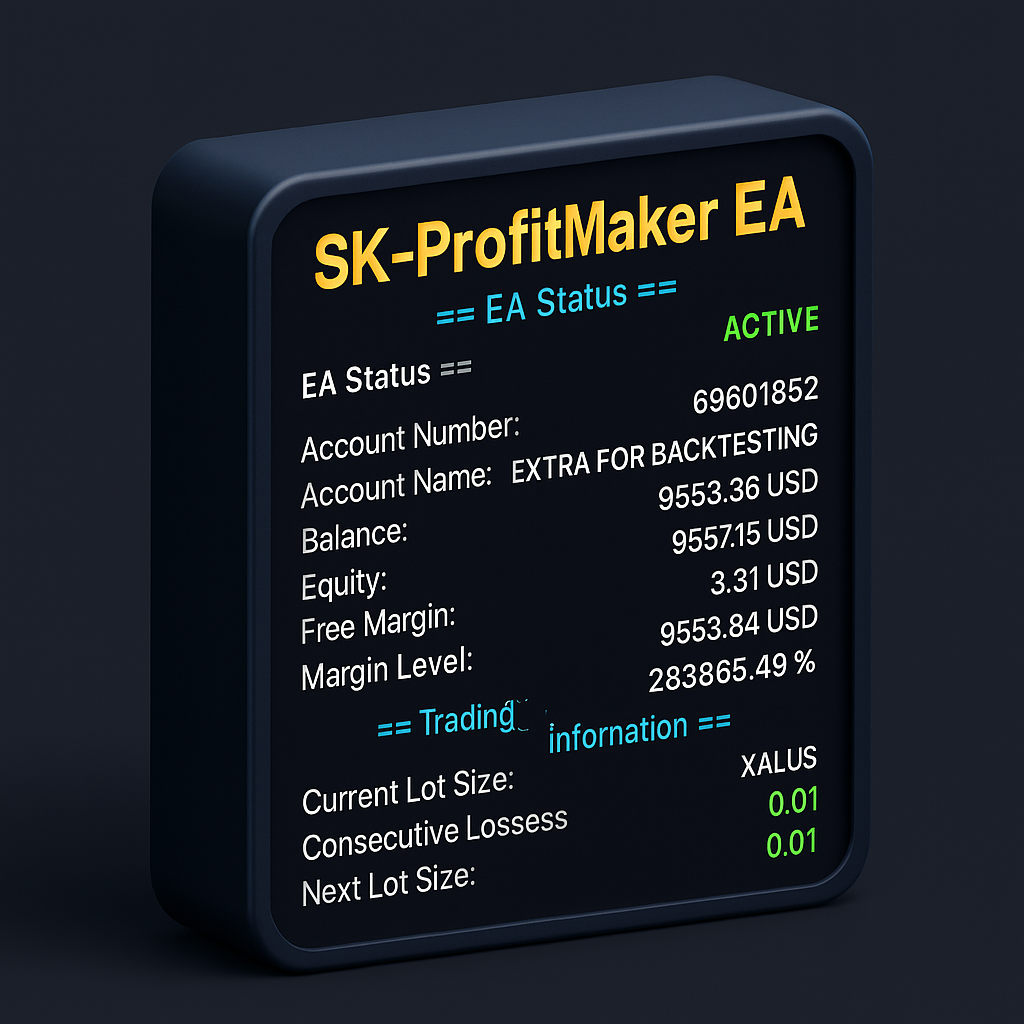 SK-ProfitMaker EA
== EA Status ==
ACTIVE
EA Status ==
69601852
Account Number:
Account Name: EXTRA FOR BACKTESTING
9553.36 USD
Balance:
9557.15 USD
Equity:
3.31 USD
Free Margin:
9553.84 USD
Margin Level:
283865.49 %
== Trading infornation ==
XALUS
Current Lot Size:
0.01
Consecutive Lossess
0.01
Next Lot Size: